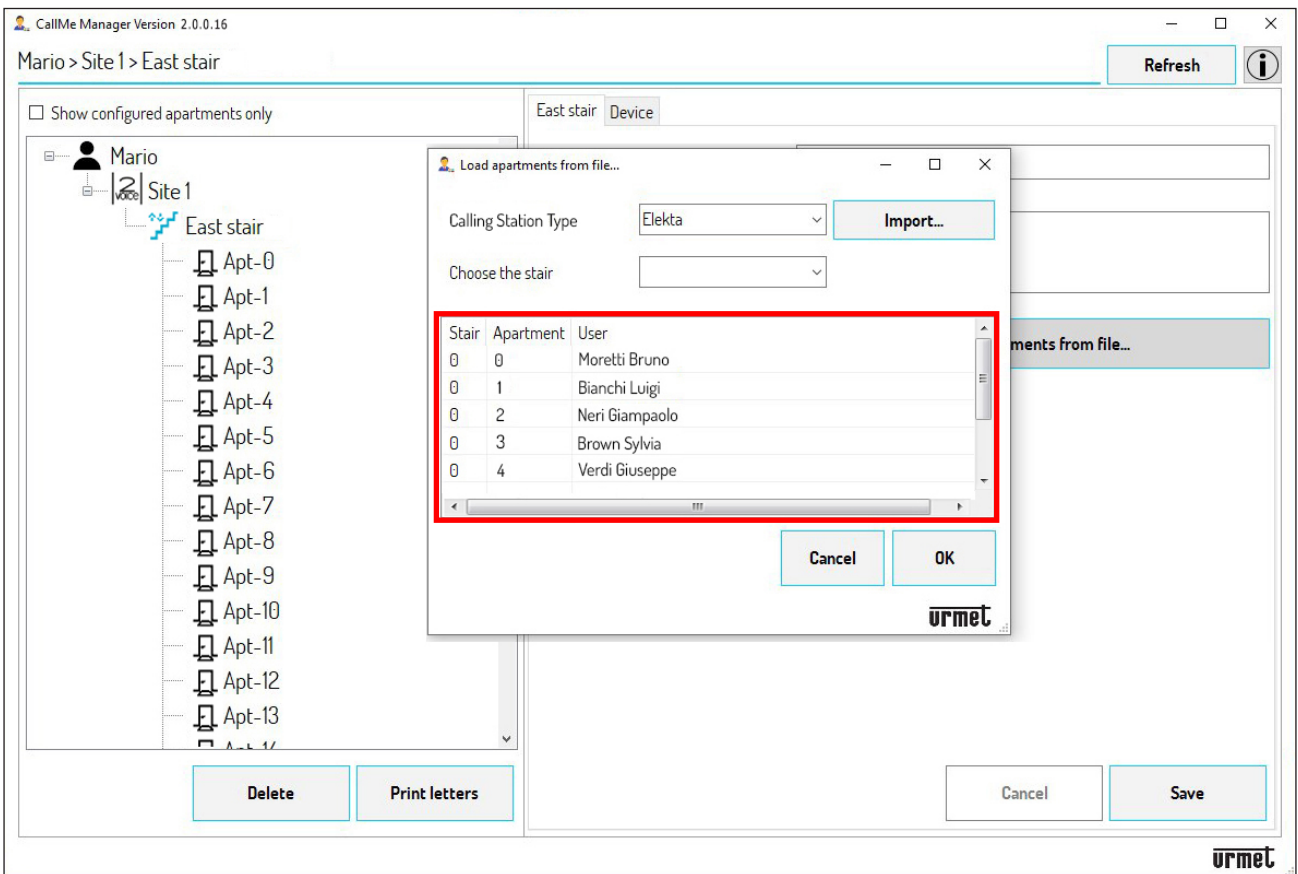 CallMe Manager Version 2.0.0.16
Mario > Site 1 > East stair
Refresh
Show configured apartments only
Mario
2 VOICE Site 1
East stair
Apt-0
Apt-1
Apt-2
Apt-3
Apt-4
Apt-5
Apt-6
Apt-7
Apt-8
Apt-9
Apt-10
Apt-11
Apt-12
Apt-13
Delete Print letters
East stair Device
ments from file...
Load apartments from file...
Calling Station Type Elekta Import...
Choose the stair
Stair Apartment User
0 0 Moretti Bruno
0 1 Bianchi Luigi
0 2 Neri Giampaolo
0 3 Brown Sylvia
0 4 Verdi Giuseppe
Cancel OK
urmet
Cancel Save
urmet